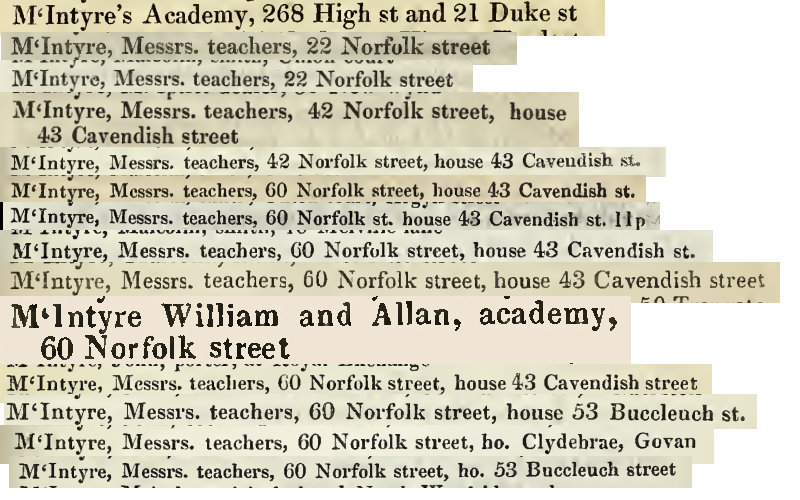 M‘Intyre's Academy, 268 High st and 21 Duke st
M‘Intyre, Messrs. teachers, 22 Norfolk street
M‘Intyre, Messrs. teachers, 22 Norfolk street
M‘Intyre, Messrs. teachers, 42 Norfolk street, house
43 Cavendish street
M‘Intyre, Messrs. teachers, 42 Norfolk street, house 43 Cavendish st.
M‘Intyre, Messrs. teachers, 60 Norfolk street, house 43 Cavendish st.
M‘Intyre, Messrs. teachers, 60 Norfolk st. house 43 Cavendish st. 11p
M‘Intyre, Messrs. teachers, 60 Norfolk street, house 43 Cavendish st.
M‘Intyre, Messrs. teachers, 60 Norfolk street, house 43 Cavendish street
M‘Intyre William and Allan, academy,
60 Norfolk street
M‘Intyre, Messrs. teachers, 60 Norfolk street, house 43 Cavendish street
M‘Intyre, Messrs. teachers, 60 Norfolk street, house 53 Buccleuch st.
M‘Intyre, Messrs. teachers, 60 Norfolk street, ho. Clydebrae, Govan
M‘Intyre, Messrs. teachers, 60 Norfolk street, ho. 53 Buccleuch street